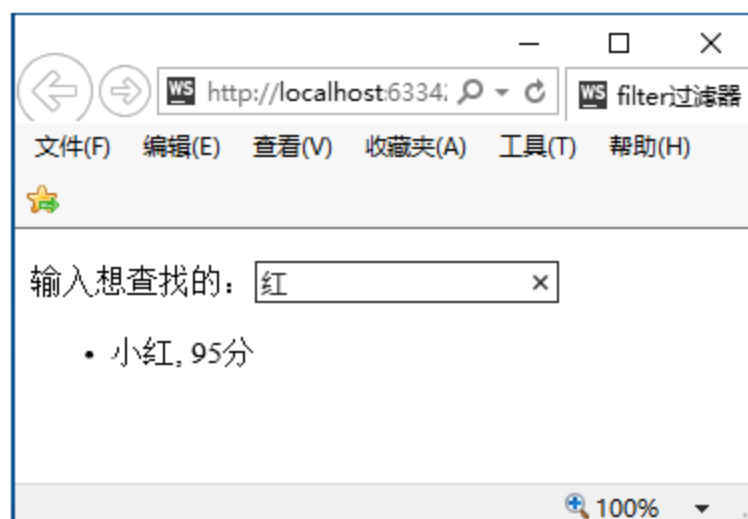 WS http://localhost:6334
WS filter过滤器
文件(F) 编辑(E) 查看(V) 收藏夹(A) 工具(T) 帮助(H)
输入想查找的：红
• 小红, 95分
100%